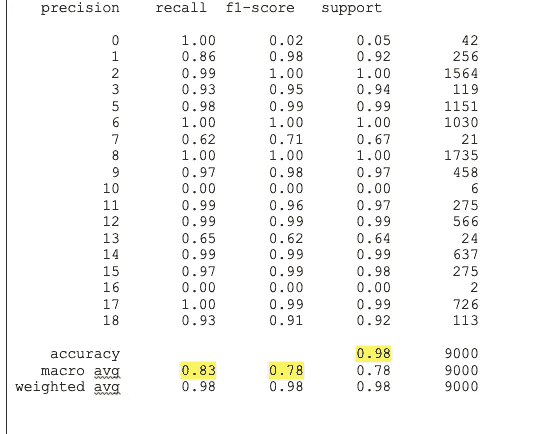 precision recall f1-score support
0 1.00 0.02 0.05 42
1 0.86 0.98 0.92 256
2 0.99 1.00 1.00 1564
3 0.93 0.95 0.94 119
5 0.98 0.99 0.99 1151
6 1.00 1.00 1.00 1030
7 0.62 0.71 0.67 21
8 1.00 1.00 1.00 1735
9 0.97 0.98 0.97 458
10 0.00 0.00 0.00 6
11 0.99 0.96 0.97 275
12 0.99 0.99 0.99 566
13 0.65 0.62 0.64 24
14 0.99 0.99 0.99 637
15 0.97 0.99 0.98 275
16 0.00 0.00 0.00 2
17 1.00 0.99 0.99 726
18 0.93 0.91 0.92 113
accuracy 0.98 9000
macro avg 0.83 0.78 0.78 9000
weighted avg 0.98 0.98 0.98 9000